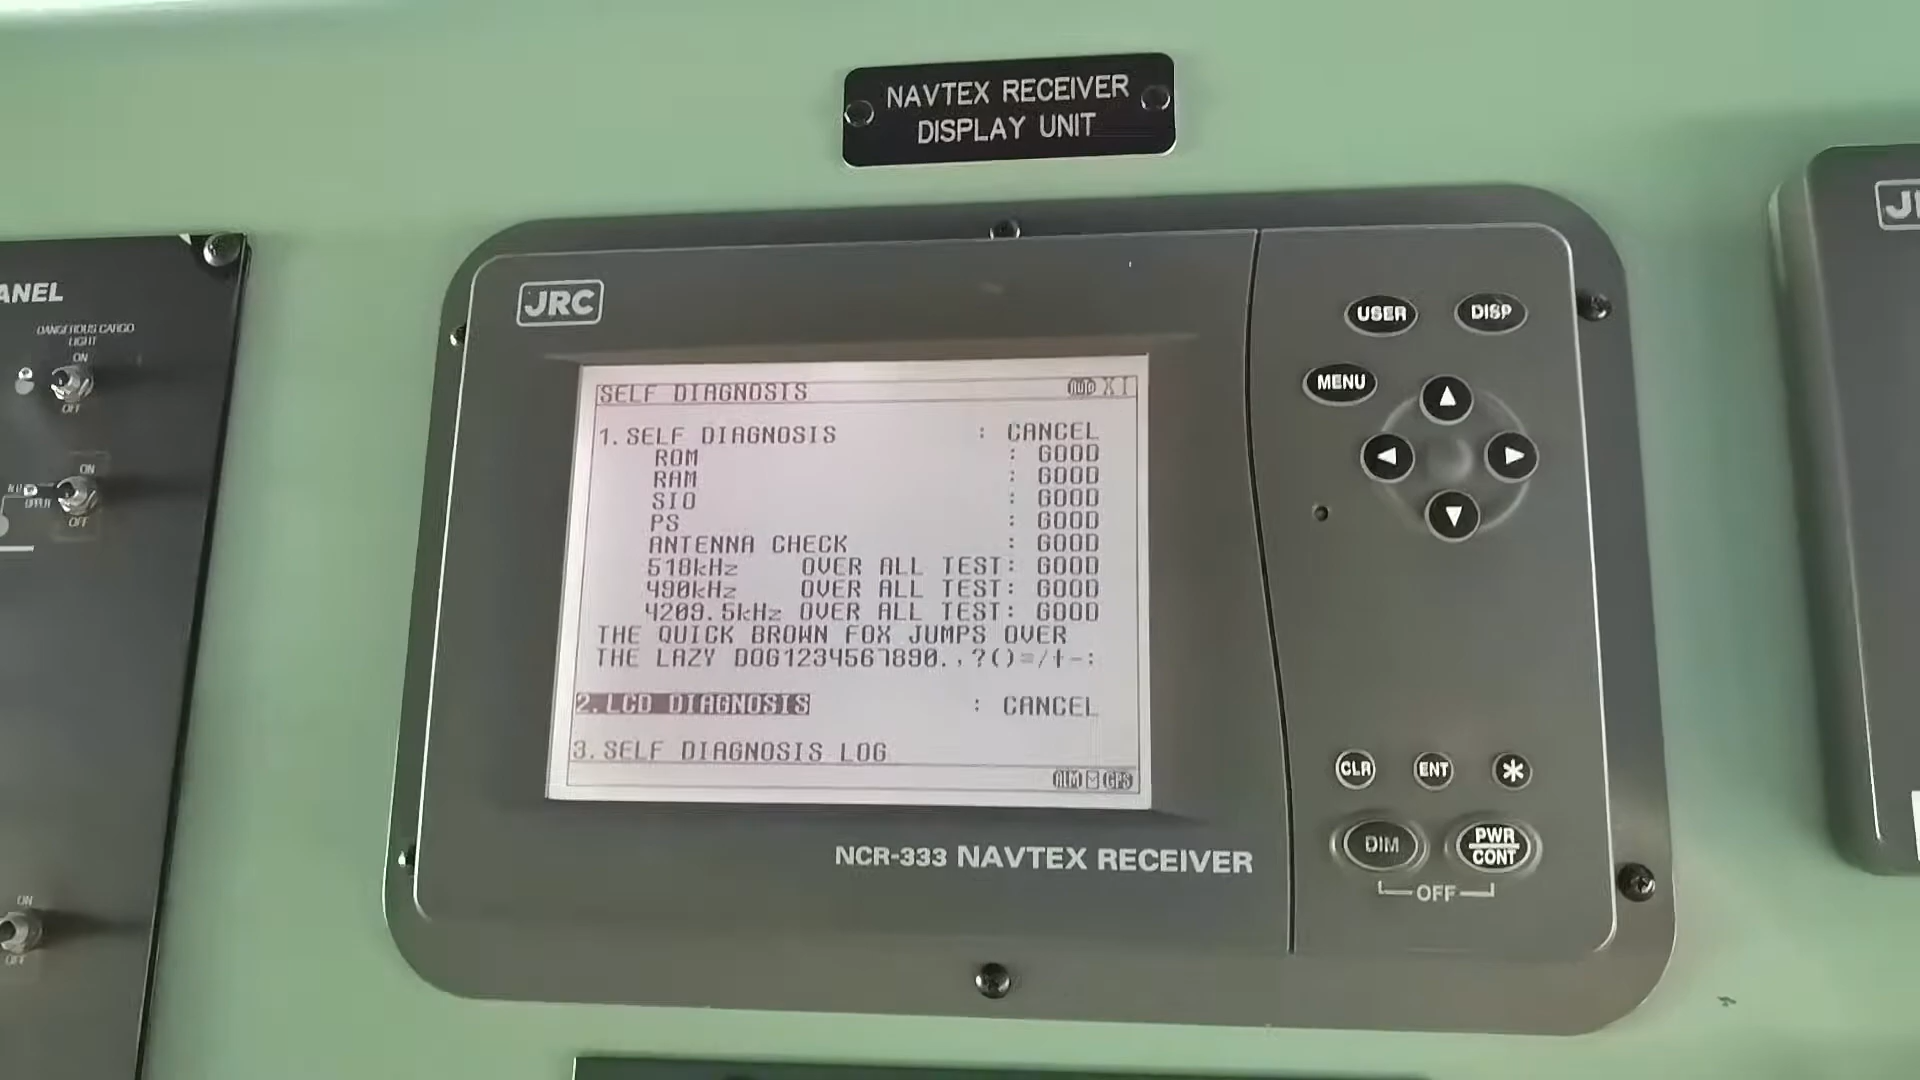 NAVTEX RECEIVER
DISPLAY UNIT
ANEL
DANGEROUS CARGO
LIGHT
ON
OFF
ON
OFF
ON
OFF
JRC
SELF DIAGNOSIS
1.SELF DIAGNOSIS : CANCEL
ROM : GOOD
RAM : GOOD
SIO : GOOD
PS : GOOD
ANTENNA CHECK : GOOD
518kHz OVER ALL TEST: GOOD
490kHz OVER ALL TEST: GOOD
4209.5kHz OVER ALL TEST: GOOD
THE QUICK BROWN FOX JUMPS OVER
THE LAZY DOG1234567890.,?()=/+-:
2.LCD DIAGNOSIS : CANCEL
3.SELF DIAGNOSIS LOG
ALM GPS
NCR-333 NAVTEX RECEIVER
USER DISP
MENU
CLR ENT *
DIM PWR
CONT
OFF